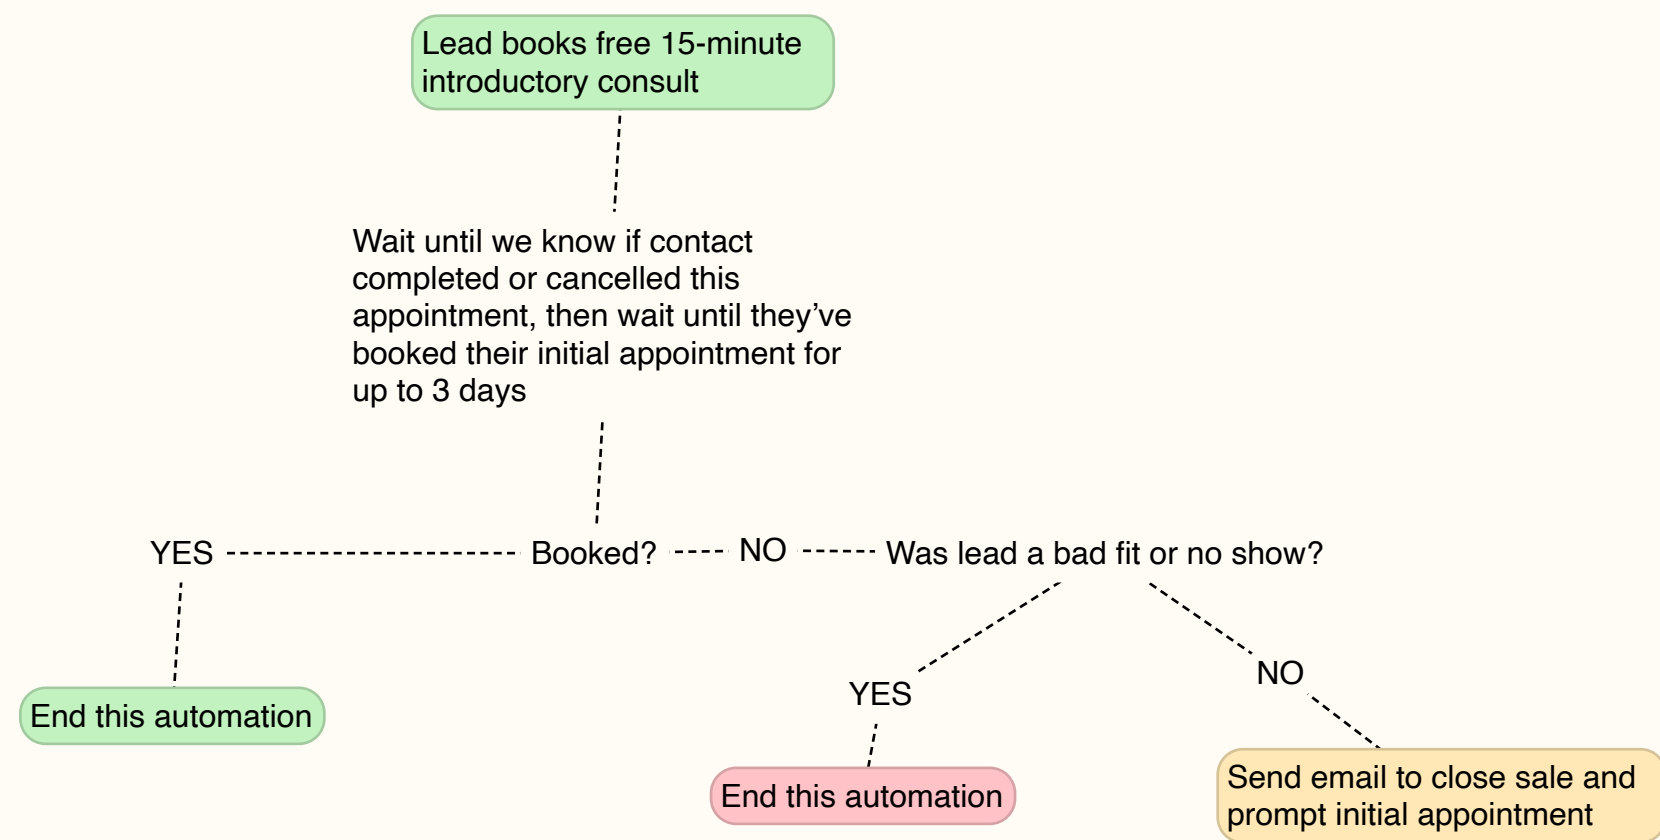 Lead books free 15-minute
introductory consult
Wait until we know if contact
completed or cancelled this
appointment, then wait until they’ve
booked their initial appointment for
up to 3 days
YES
Booked?
NO
Was lead a bad fit or no show?
YES
NO
End this automation
End this automation
Send email to close sale and
prompt initial appointment